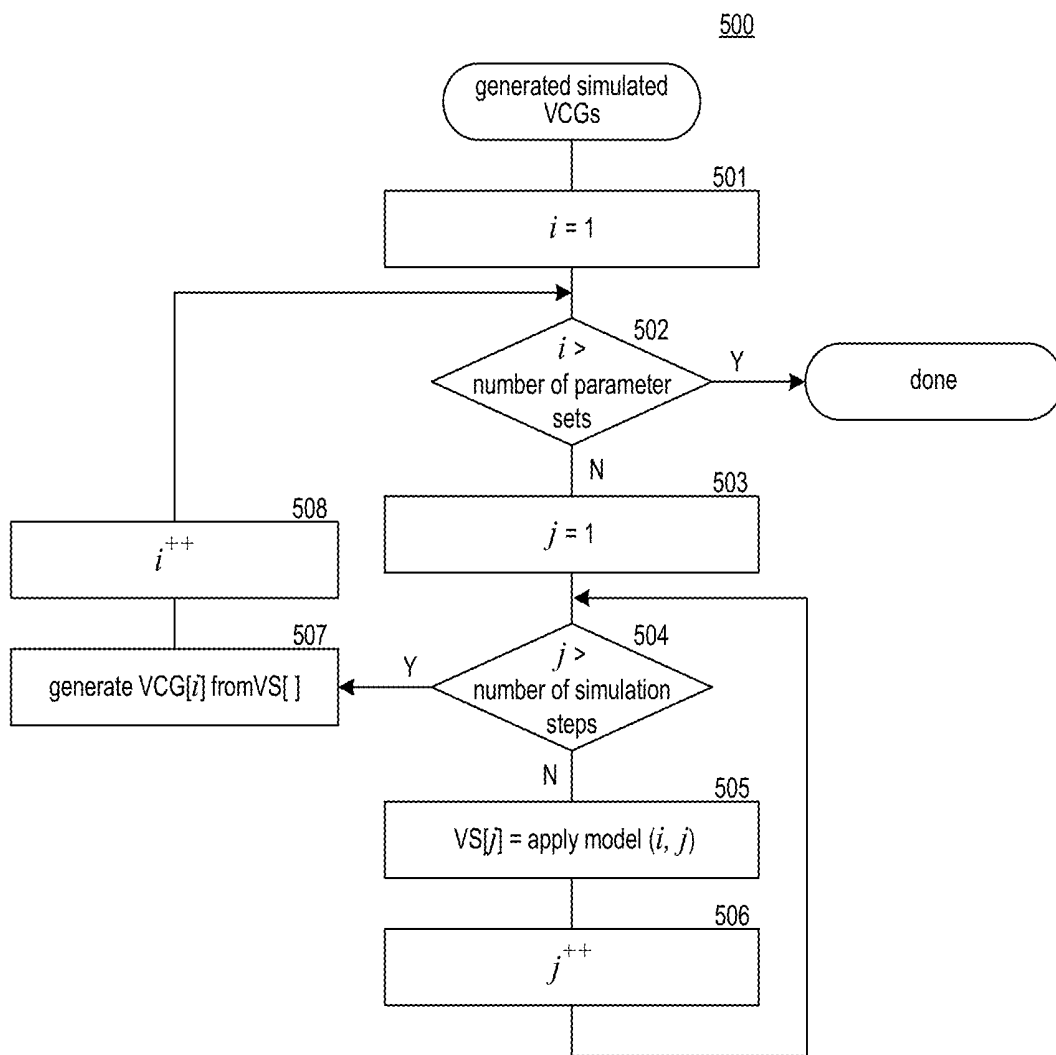 500
generated simulated
VCGs
501
i = 1
502
i >
number of parameter
sets
Y
done
N
503
j = 1
508
i++
504
j >
number of simulation
steps
Y
507
generate VCG[i] fromVS[ ]
N
505
VS[j] = apply model (i, j)
506
j++